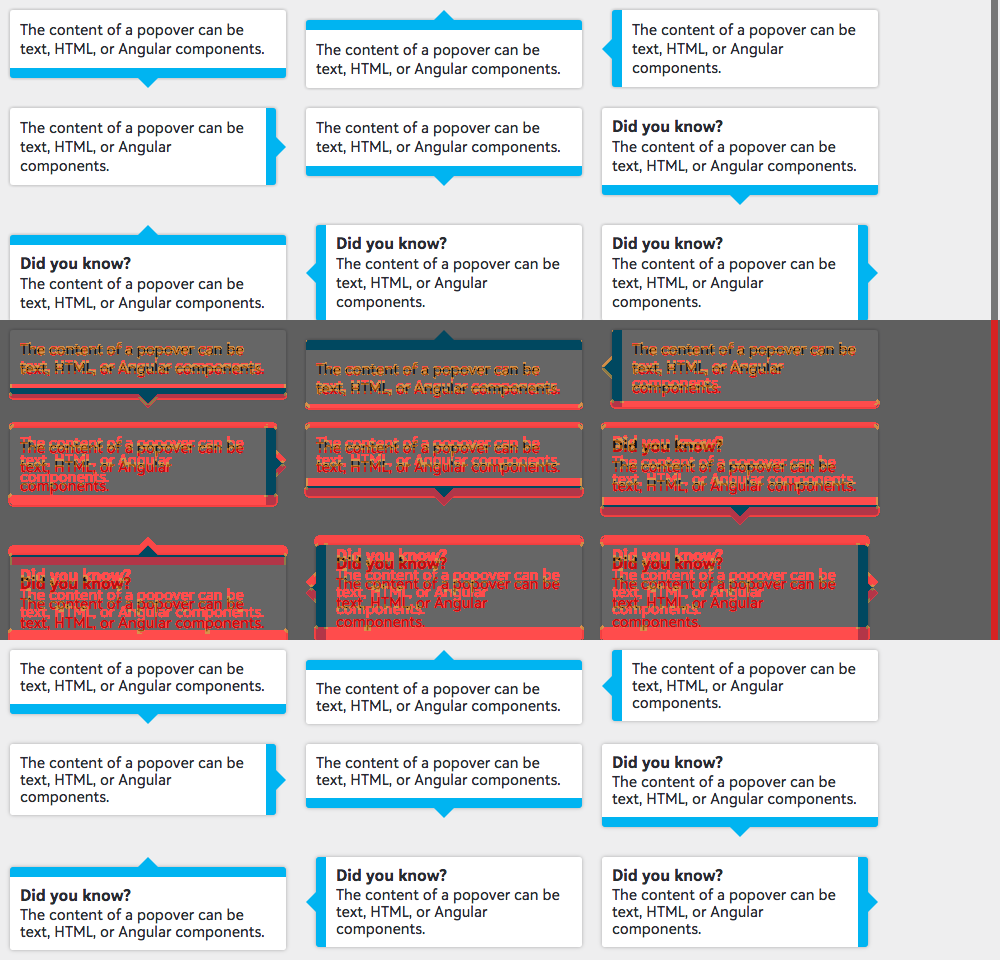 The content of a popover can be
text, HTML, or Angular components.
The content of a popover can be
text, HTML, or Angular components.
The content of a popover can be
text, HTML, or Angular
components.
The content of a popover can be
text, HTML, or Angular
components.
The content of a popover can be
text, HTML, or Angular components.
Did you know?
The content of a popover can be
text, HTML, or Angular components.
Did you know?
The content of a popover can be
text, HTML, or Angular components.
Did you know?
The content of a popover can be
text, HTML, or Angular
components.
Did you know?
The content of a popover can be
text, HTML, or Angular
components.
The content of a popover can be
text, HTML, or Angular components.
The content of a popover can be
text, HTML, or Angular components.
The content of a popover can be
text, HTML, or Angular
components.
The content of a popover can be
text, HTML, or Angular
components.
The content of a popover can be
text, HTML, or Angular components.
Did you know?
The content of a popover can be
text, HTML, or Angular components.
Did you know?
The content of a popover can be
text, HTML, or Angular components.
Did you know?
The content of a popover can be
text, HTML, or Angular
components.
Did you know?
The content of a popover can be
text, HTML, or Angular
components.
The content of a popover can be
text, HTML, or Angular components.
The content of a popover can be
text, HTML, or Angular components.
The content of a popover can be
text, HTML, or Angular
components.
The content of a popover can be
text, HTML, or Angular
components.
The content of a popover can be
text, HTML, or Angular components.
Did you know?
The content of a popover can be
text, HTML, or Angular components.
Did you know?
The content of a popover can be
text, HTML, or Angular components.
Did you know?
The content of a popover can be
text, HTML, or Angular
components.
Did you know?
The content of a popover can be
text, HTML, or Angular
components.